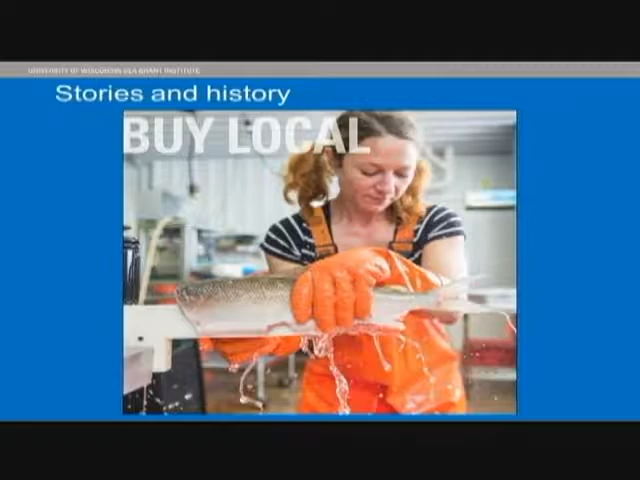 UNIVERSITY OF WISCONSIN SEA GRANT INSTITUTE
Stories and history
BUY LOCAL